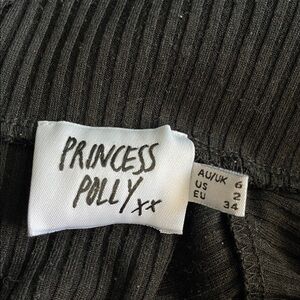 PRINCESS
POLLY xx
AU/UK 6
US 2
EU 34